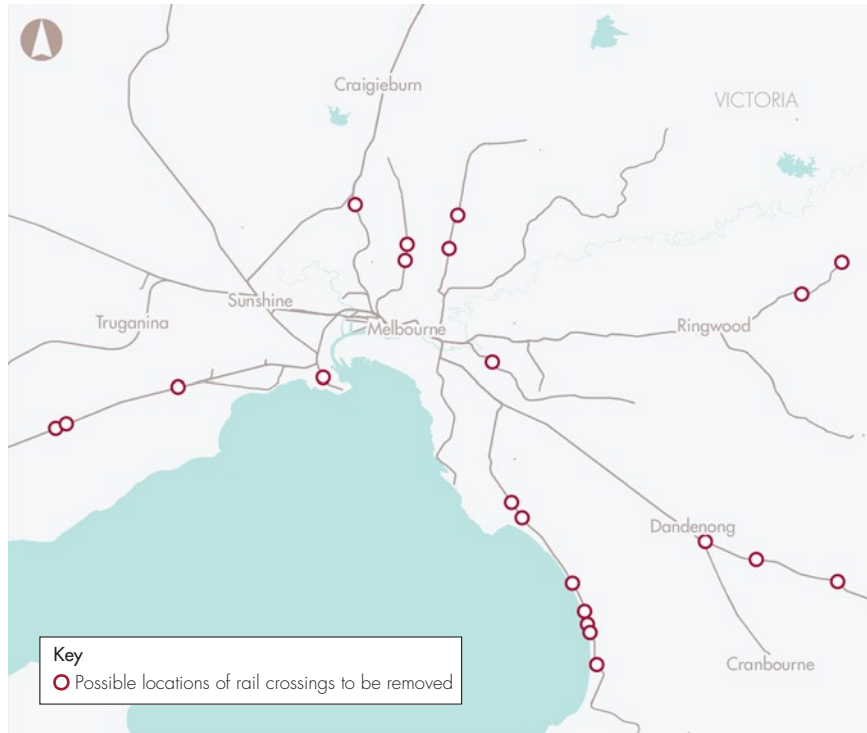 Craigieburn
VICTORIA
Sunshine
Truganina
Melbourne
Ringwood
Dandenong
Cranbourne
Key
Possible locations of rail crossings to be removed